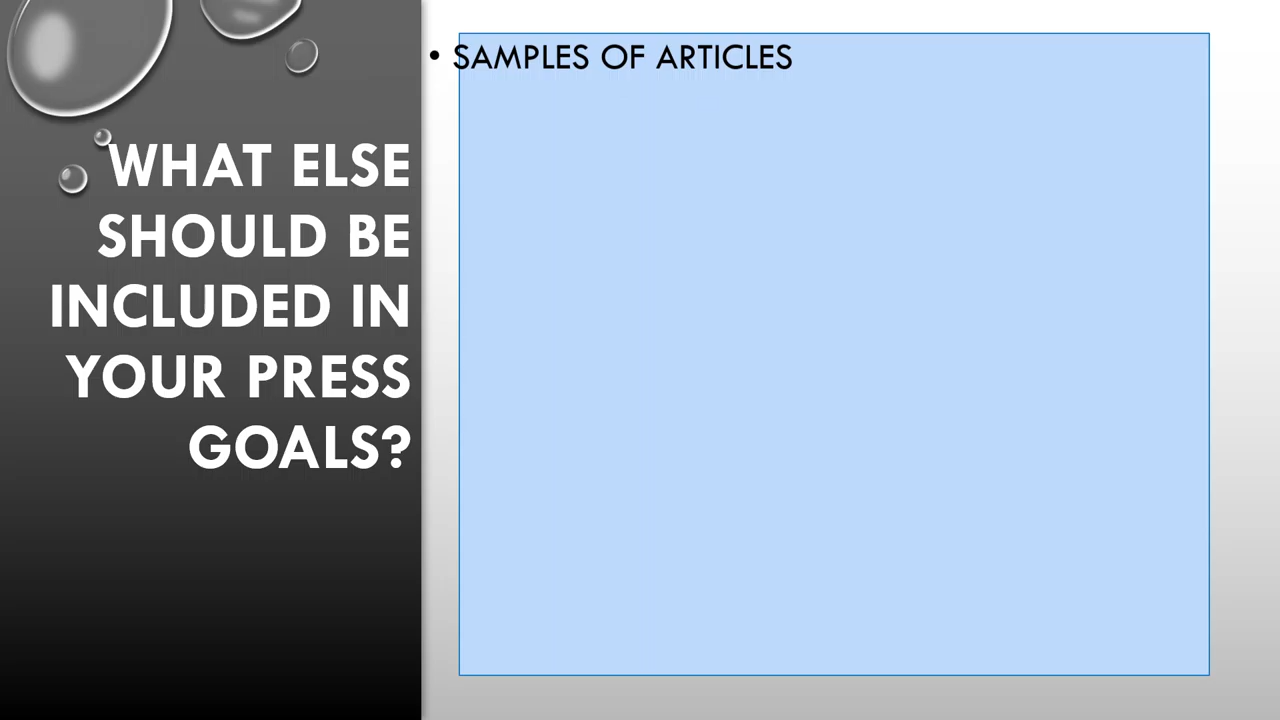 WHAT ELSE
SHOULD BE
INCLUDED IN
YOUR PRESS
GOALS?
• SAMPLES OF ARTICLES